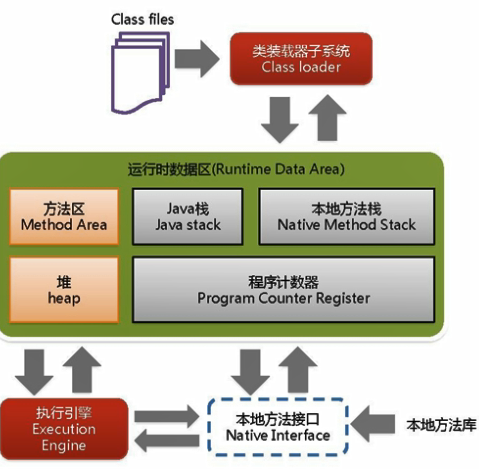 Class files
类装载器子系统
Class loader
运行时数据区(Runtime Data Area)
方法区
Method Area
Java栈
Java stack
本地方法栈
Native Method Stack
堆
heap
程序计数器
Program Counter Register
执行引擎
Execution
Engine
本地方法接口
Native Interface
本地方法库